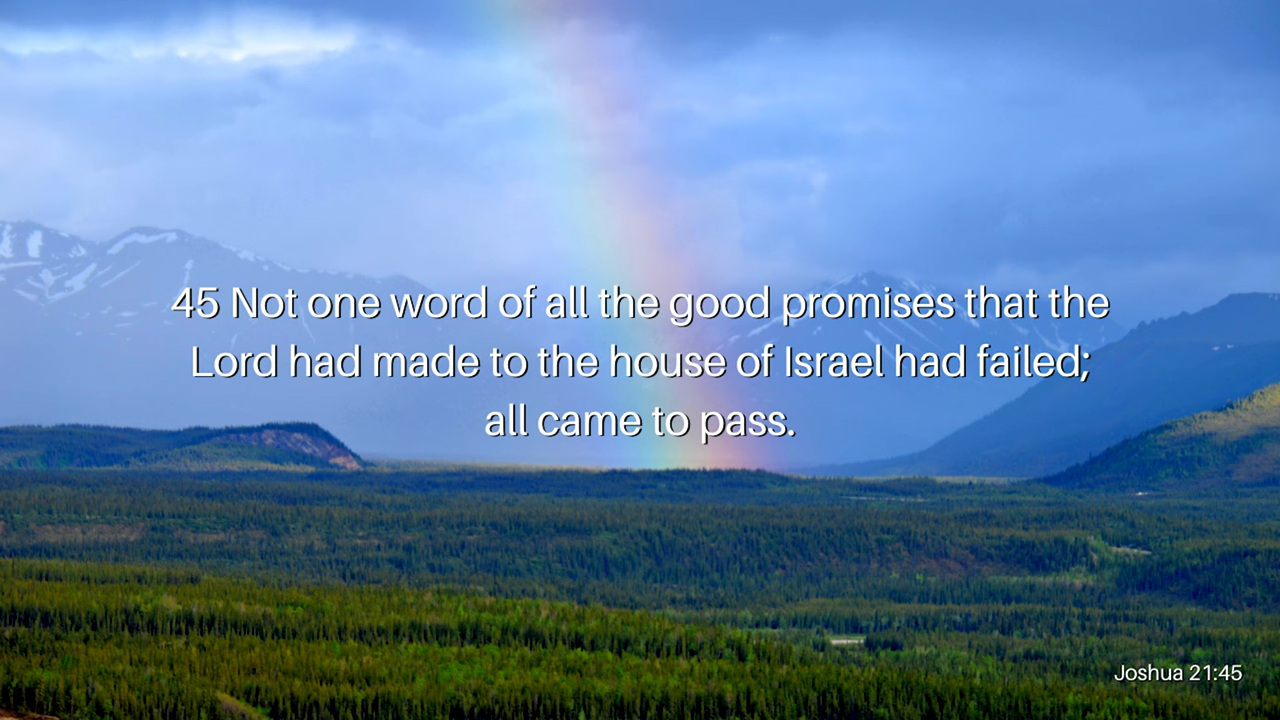 45 Not one word of all the good promises that the
Lord had made to the house of Israel had failed;
all came to pass.
Joshua 21:45